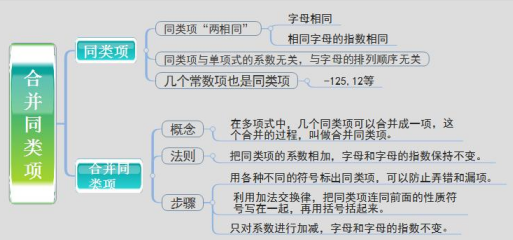 合并同类项
同类项
同类项“两相同”
字母相同
相同字母的指数相同
同类项与单项式的系数无关，与字母的排列顺序无关
几个常数项也是同类项
-125,12等
合并同
类项
概念
在多项式中，几个同类项可以合并成一项，这
个合并的过程，叫做合并同类项。
法则
把同类项的系数相加，字母和字母的指数保持不变。
步骤
用各种不同的符号标出同类项，可以防止弄错和漏项。
利用加法交换律，把同类项连同前面的性质符
号写在一起，再用括号括起来。
只对系数进行加减，字母和字母的指数不变。